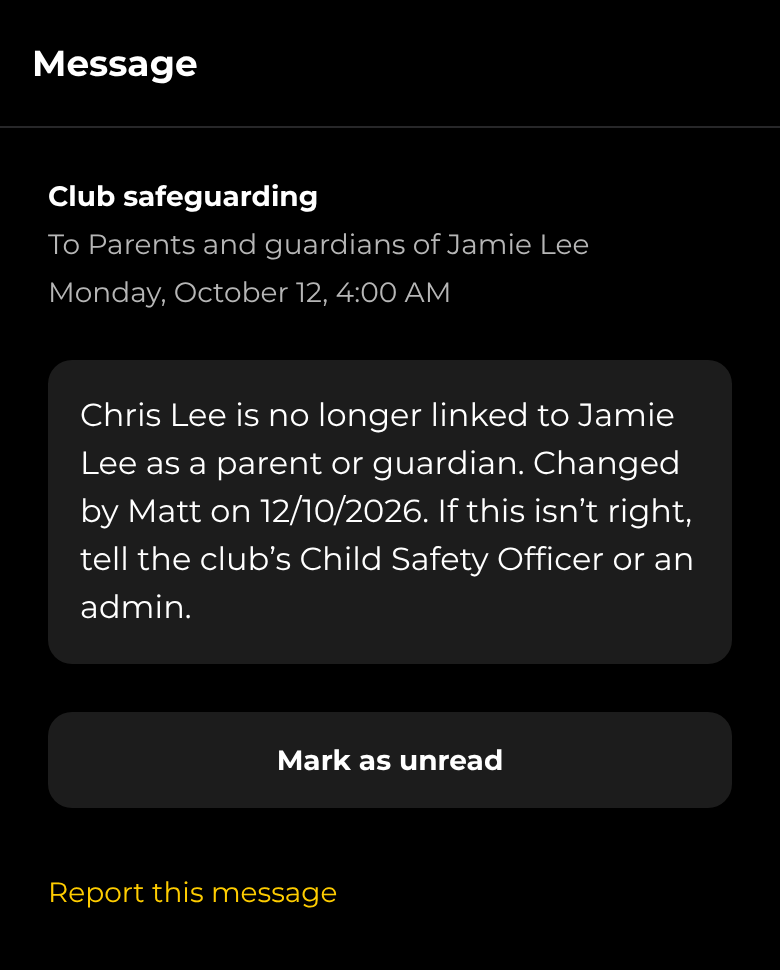 Message
Club safeguarding
To Parents and guardians of Jamie Lee
Monday, October 12, 4:00 AM
Chris Lee is no longer linked to Jamie
Lee as a parent or guardian. Changed
by Matt on 12/10/2026. If this isn’t right,
tell the club’s Child Safety Officer or an
admin.
Mark as unread
Report this message